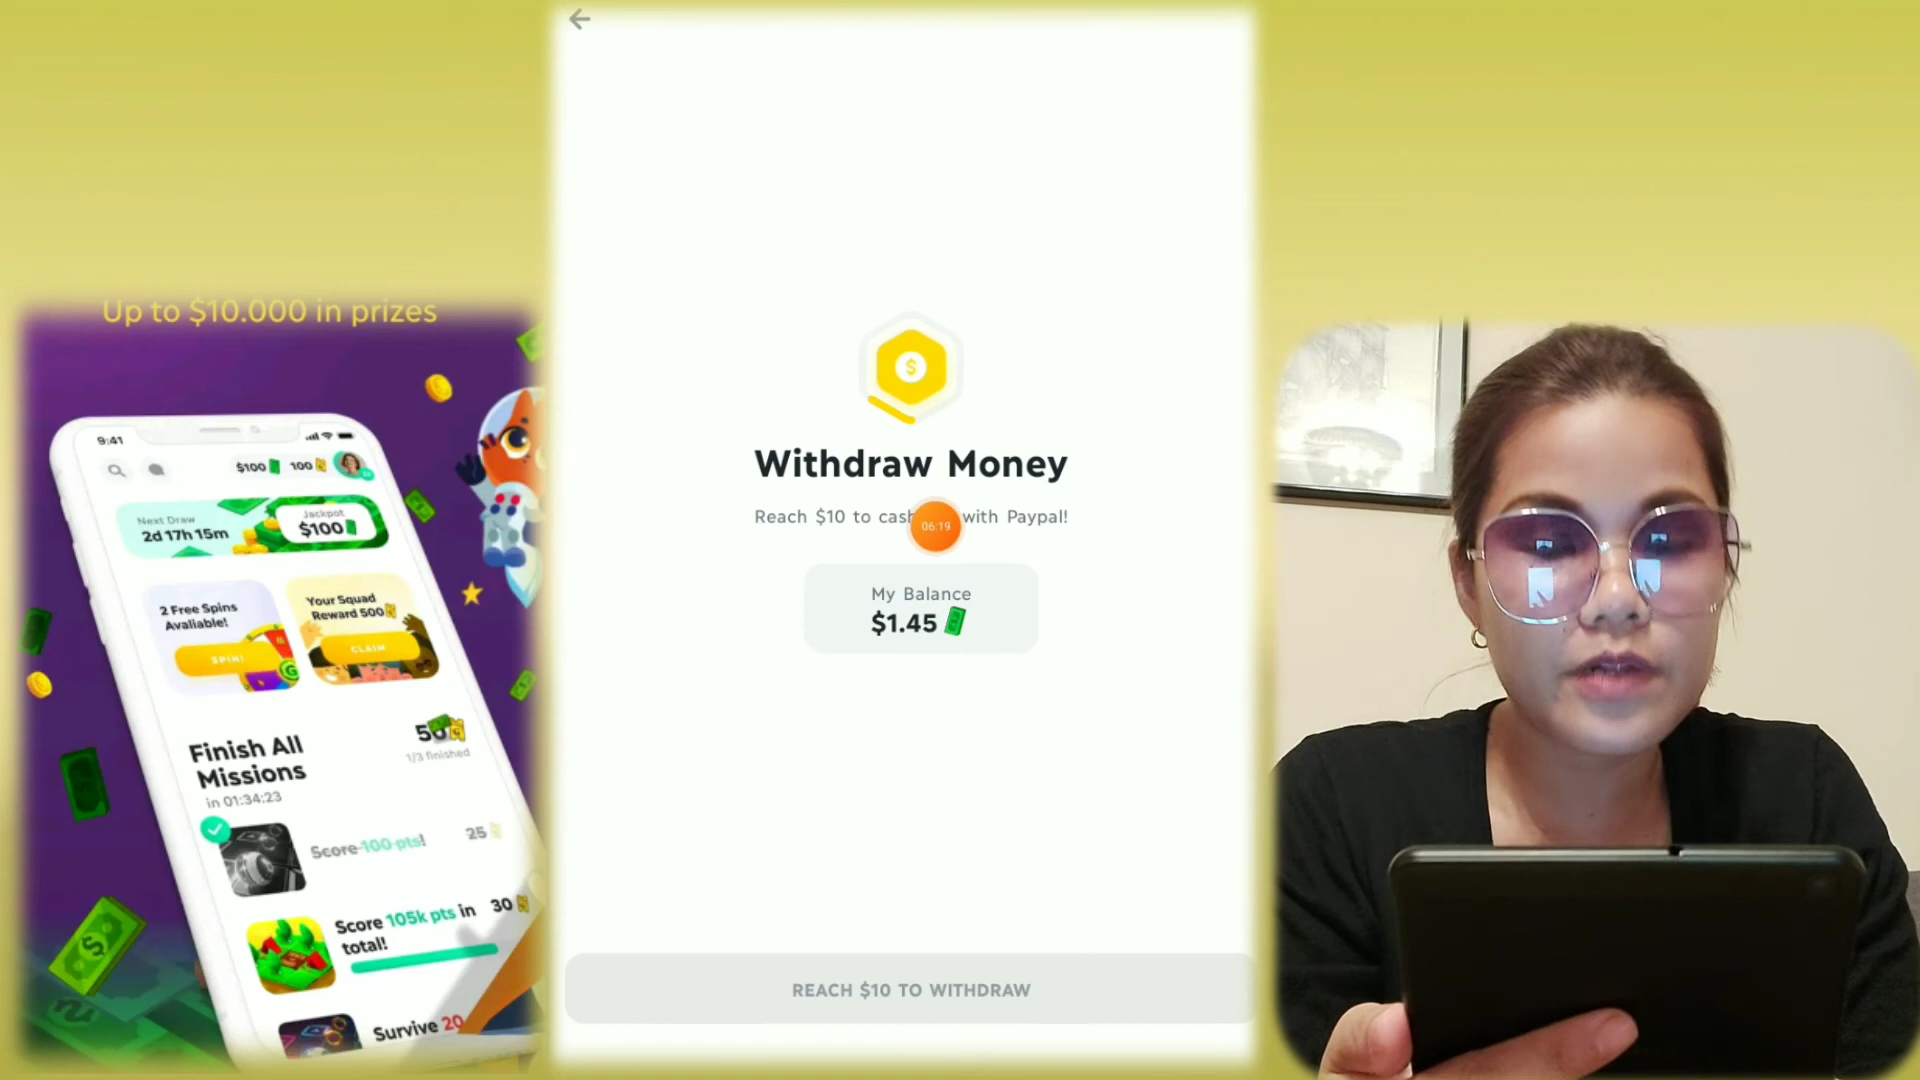 Up to $10.000 in prizes
9:41
$100 100
Next Draw
2d 17h 15m
Jackpot
$100
2 Free Spins
Avaliable!
SPIN!
Your Squad
Reward 500
CLAIM
Finish All
Missions
in 01:34:23
50
1/3 finished
Score 100 pts!
25
Score 105k pts in
total!
30
Survive 20
Withdraw Money
Reach $10 to cash with Paypal!
06:19
My Balance
$1.45
REACH $10 TO WITHDRAW